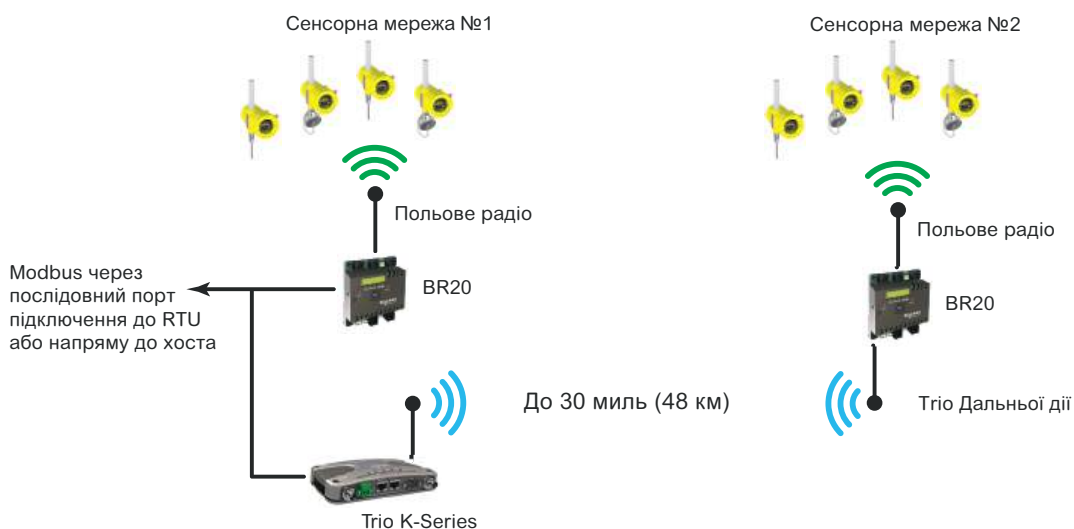 Сенсорна мережа №1
Сенсорна мережа №2
Польове радіо
Польове радіо
Modbus через
послідовний порт
підключення до RTU
або напряму до хоста
BR20
BR20
До 30 миль (48 км)
Trio Дальньої дії
Trio K-Series